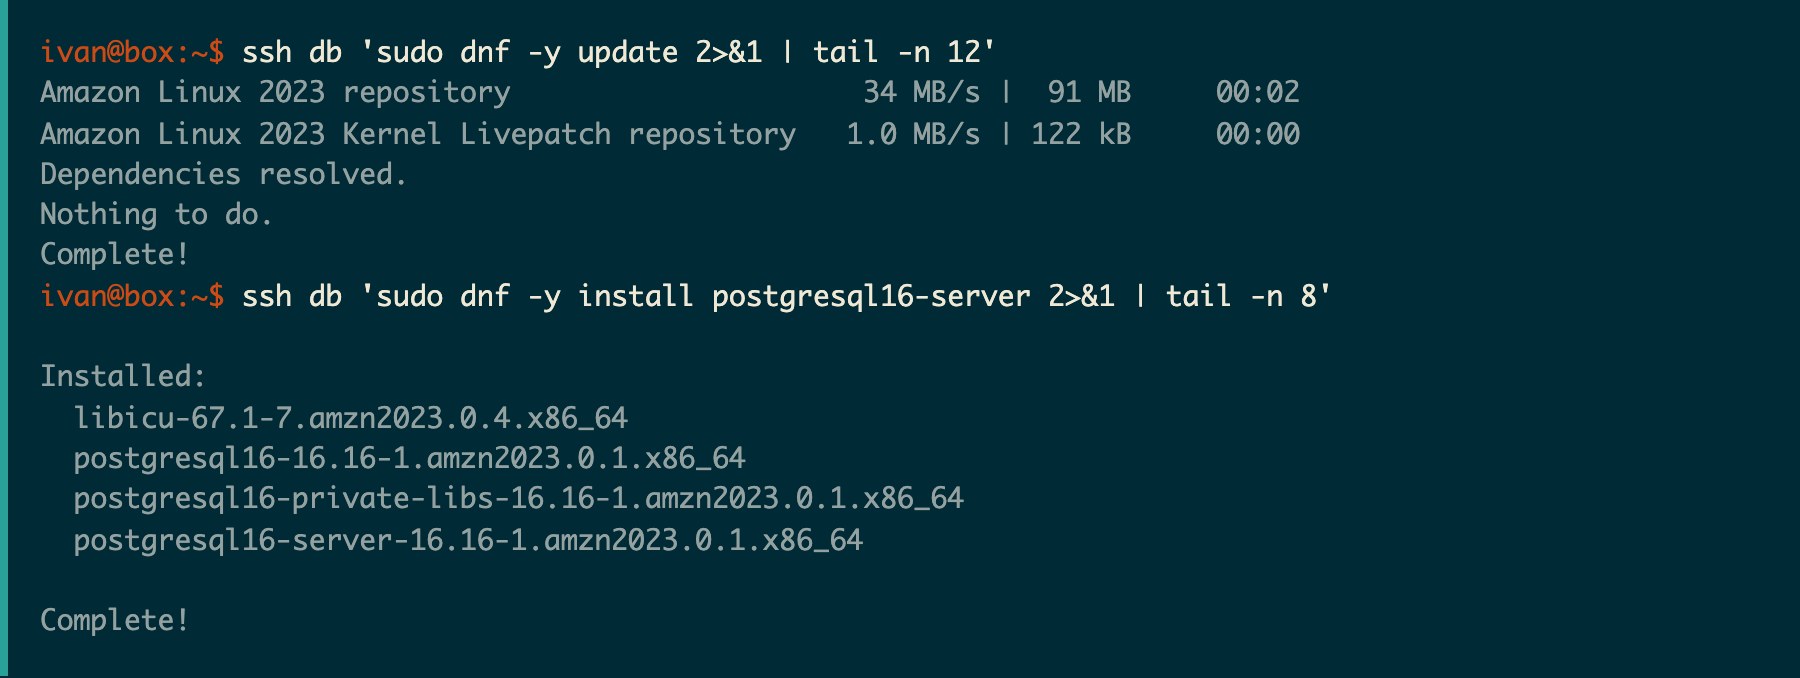 ivan@box:~$ ssh db 'sudo dnf -y update 2>&1 | tail -n 12'
Amazon Linux 2023 repository                     34 MB/s |  91 MB     00:02
Amazon Linux 2023 Kernel Livepatch repository   1.0 MB/s | 122 kB     00:00
Dependencies resolved.
Nothing to do.
Complete!
ivan@box:~$ ssh db 'sudo dnf -y install postgresql16-server 2>&1 | tail -n 8'

Installed:
  libicu-67.1-7.amzn2023.0.4.x86_64
  postgresql16-16.16-1.amzn2023.0.1.x86_64
  postgresql16-private-libs-16.16-1.amzn2023.0.1.x86_64
  postgresql16-server-16.16-1.amzn2023.0.1.x86_64

Complete!